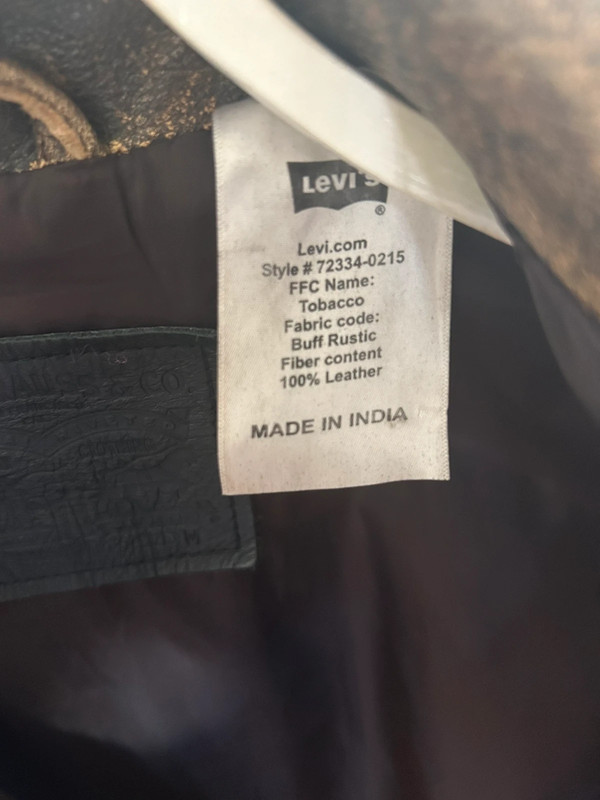 Levi's
®
Levi.com
Style # 72334-0215
FFC Name:
Tobacco
Fabric code:
Buff Rustic
Fiber content
100% Leather
MADE IN INDIA
CO.